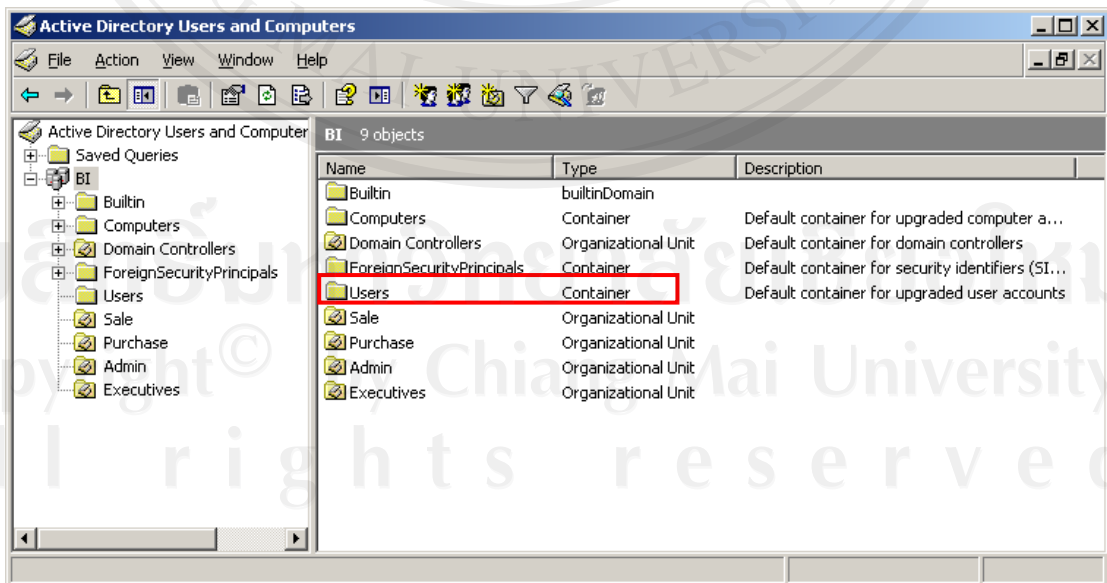 Active Directory Users and Computers
File Action View Window Help
Active Directory Users and Computer
Saved Queries
BI
Builtin
Computers
Domain Controllers
ForeignSecurityPrincipals
Users
Sale
Purchase
Admin
Executives
BI 9 objects
Name Type Description
Builtin builtinDomain
Computers Container Default container for upgraded computer a...
Domain Controllers Organizational Unit Default container for domain controllers
ForeignSecurityPrincipals Container Default container for security identifiers (SI...
Users Container Default container for upgraded user accounts
Sale Organizational Unit
Purchase Organizational Unit
Admin Organizational Unit
Executives Organizational Unit
Chiang Mai University
rights reserve